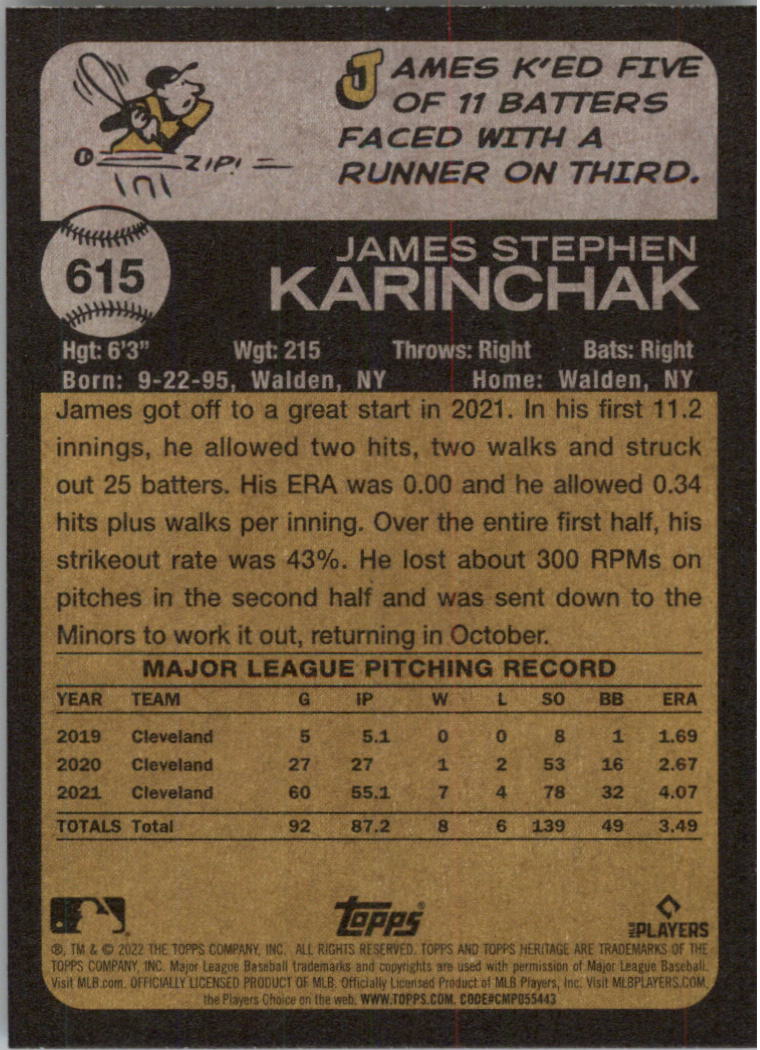 JAMES K'ED FIVE
OF 11 BATTERS
FACED WITH A
RUNNER ON THIRD.
ZIP!
615
JAMES STEPHEN
KARINCHAK
Hgt: 6'3" Wgt: 215 Throws: Right Bats: Right
Born: 9-22-95, Walden, NY Home: Walden, NY
James got off to a great start in 2021. In his first 11.2
innings, he allowed two hits, two walks and struck
out 25 batters. His ERA was 0.00 and he allowed 0.34
hits plus walks per inning. Over the entire first half, his
strikeout rate was 43%. He lost about 300 RPMs on
pitches in the second half and was sent down to the
Minors to work it out, returning in October.
MAJOR LEAGUE PITCHING RECORD
YEAR TEAM G IP W L SO BB ERA
2019 Cleveland 5 5.1 0 0 8 1 1.69
2020 Cleveland 27 27 1 2 53 16 2.67
2021 Cleveland 60 55.1 7 4 78 32 4.07
TOTALS Total 92 87.2 8 6 139 49 3.49
Topps
MLB PLAYERS
®, TM & © 2022 THE TOPPS COMPANY, INC. ALL RIGHTS RESERVED. TOPPS AND TOPPS HERITAGE ARE TRADEMARKS OF THE
TOPPS COMPANY, INC. Major League Baseball trademarks and copyrights are used with permission of Major League Baseball.
Visit MLB.com. OFFICIALLY LICENSED PRODUCT OF MLB. Officially Licensed Product of MLB Players, Inc. Visit MLBPLAYERS.COM,
the Players Choice on the web. WWW.TOPPS.COM. CODE#CMP055443